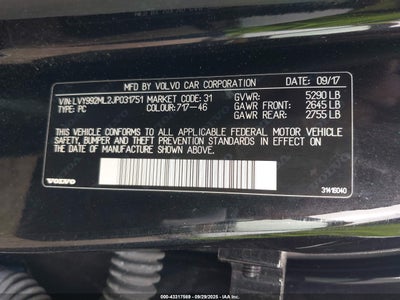 MFD BY VOLVO CAR CORPORATION DATE: 09/17
VIN: LVY992ML2JP031751 MARKET CODE: 31 GVWR: 5290 LB
TYPE: PC COLOUR: 717-46 GAWR FRONT: 2645 LB
GAWR REAR: 2755 LB
THIS VEHICLE CONFORMS TO ALL APPLICABLE FEDERAL MOTOR VEHICLE
SAFETY, BUMPER AND THEFT PREVENTION STANDARDS IN EFFECT ON THE
DATE OF MANUFACTURE SHOWN ABOVE.
VOLVO
31418040
000-43317569 - 09/29/2025 - IAA INC.